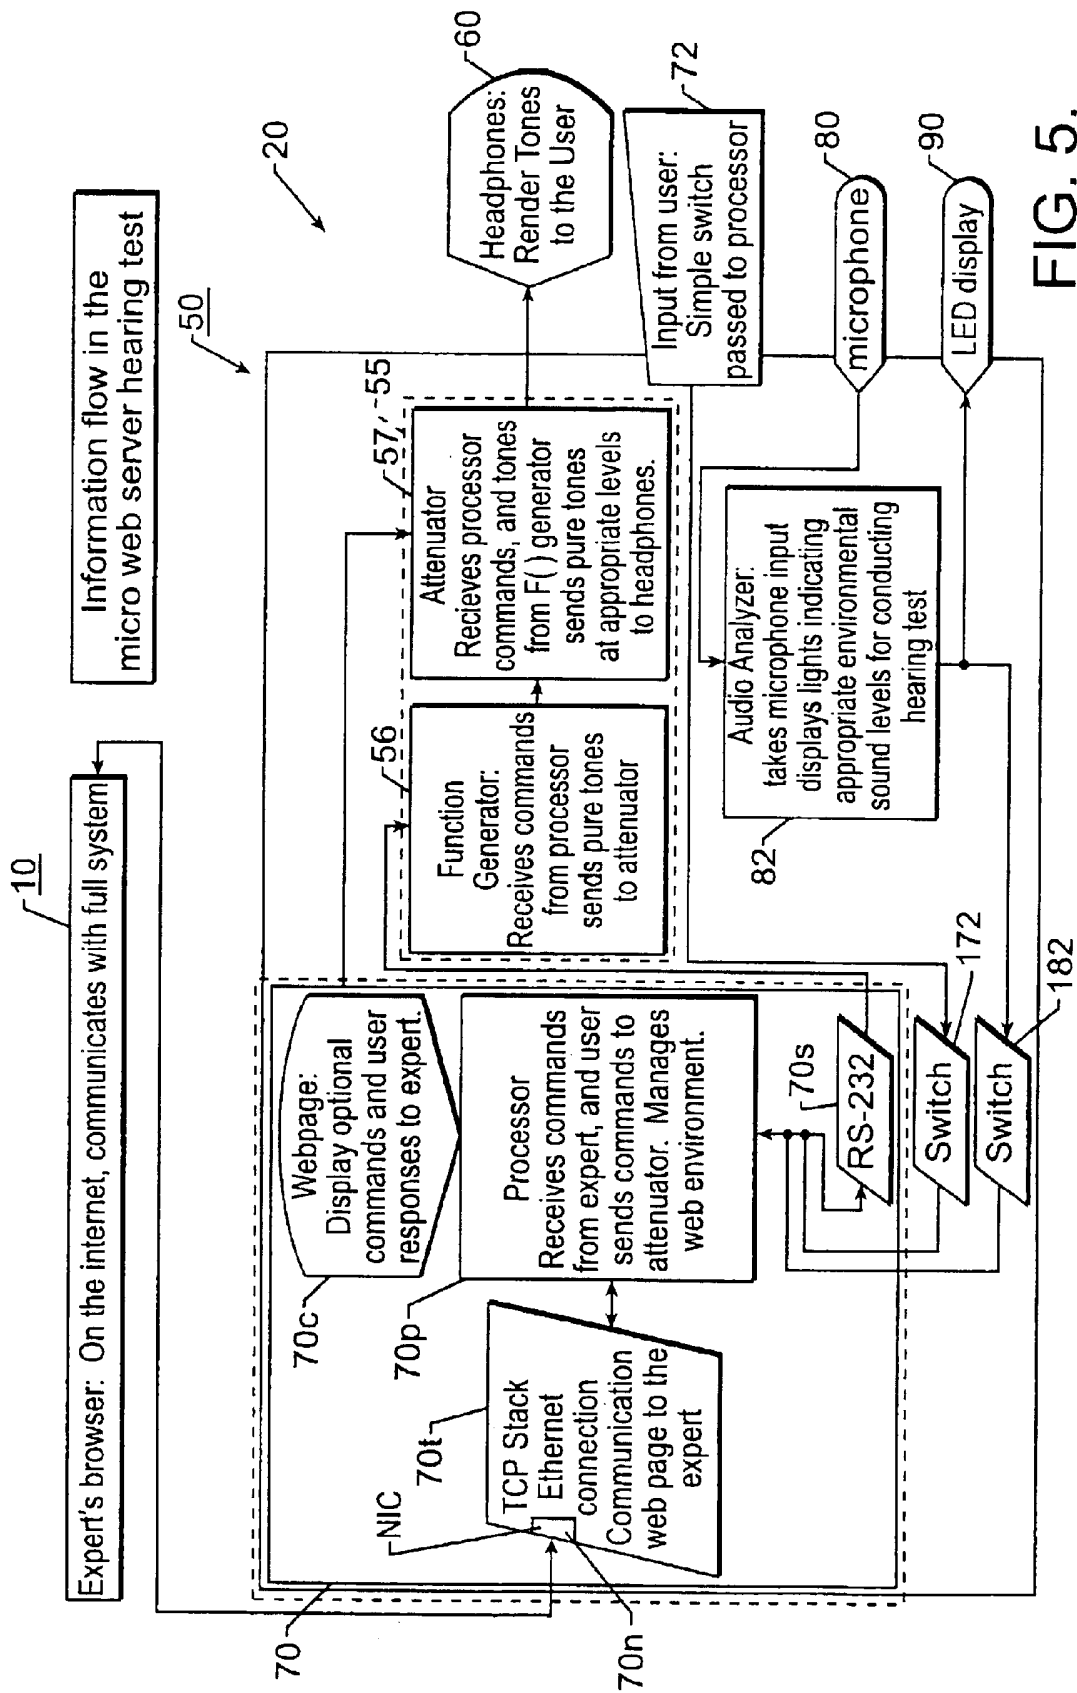 Information flow in the
micro web server hearing test
Expert's browser: On the internet, communicates with full system
10
20
50
60
Headphones:
Render Tones
to the User
57
55
Attenuator
Recieves processor
commands, and tones
from F( ) generator
sends pure tones
at appropriate levels
to headphones.
56
Function
Generator:
Receives commands
from processor
sends pure tones
to attenuator
Webpage:
Display optional
commands and user
responses to expert.
70c
Processor
Receives commands
from expert, and user
sends commands to
attenuator. Manages
web environment.
70p
70t
TCP Stack
Ethernet
connection
Communication
web page to the
expert
NIC
70
70n
72
Input from user:
Simple switch
passed to processor
80
microphone
90
LED display
Audio Analyzer:
takes microphone input
displays lights indicating
appropriate environmental
sound levels for conducting
hearing test
82
70s
RS-232
172
Switch
182
Switch
FIG. 5.